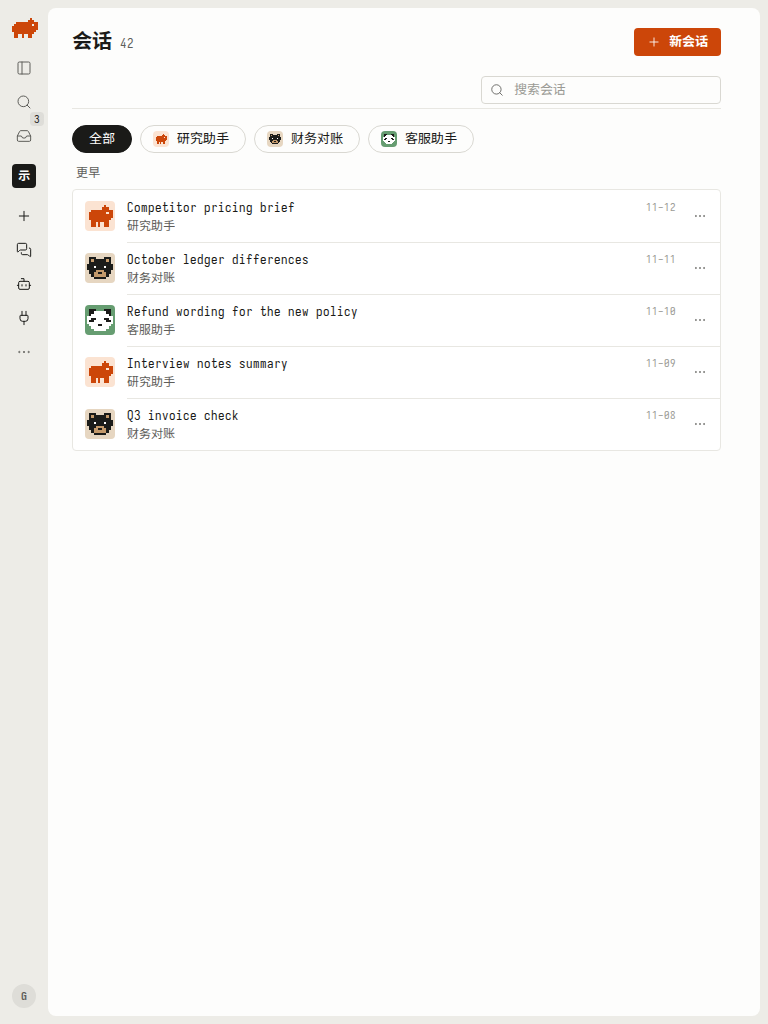 会话 42
新会话
搜索会话
3
全部
研究助手
财务对账
客服助手
示
更早
Competitor pricing brief
11-12
研究助手
October ledger differences
11-11
财务对账
Refund wording for the new policy
11-10
客服助手
Interview notes summary
11-09
研究助手
Q3 invoice check
11-08
财务对账
G